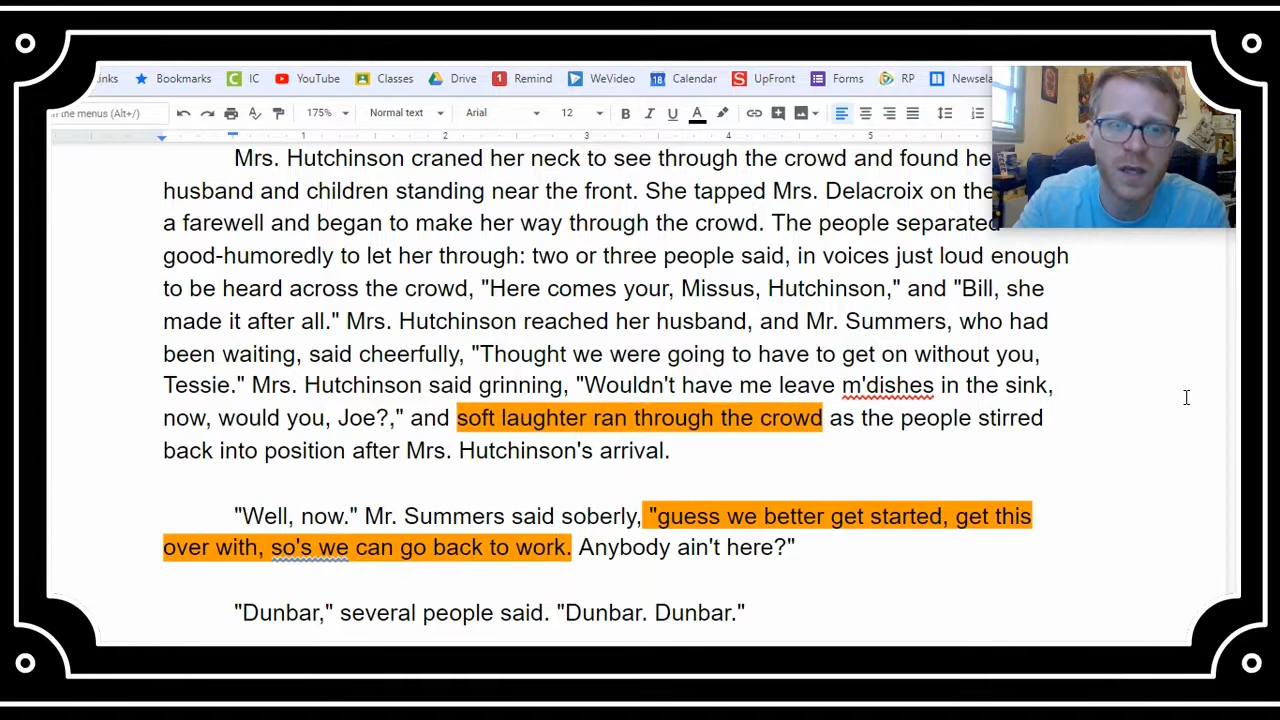 nks Bookmarks IC YouTube Classes Drive Remind WeVideo Calendar UpFront Forms RP Newsela
n the menus (Alt+/) 175% Normal text Arial 12 B I U A
1 2 3 4 5
Mrs. Hutchinson craned her neck to see through the crowd and found he
husband and children standing near the front. She tapped Mrs. Delacroix on the
a farewell and began to make her way through the crowd. The people separated
good-humoredly to let her through: two or three people said, in voices just loud enough
to be heard across the crowd, "Here comes your, Missus, Hutchinson," and "Bill, she
made it after all." Mrs. Hutchinson reached her husband, and Mr. Summers, who had
been waiting, said cheerfully, "Thought we were going to have to get on without you,
Tessie." Mrs. Hutchinson said grinning, "Wouldn't have me leave m'dishes in the sink,
now, would you, Joe?," and soft laughter ran through the crowd as the people stirred
back into position after Mrs. Hutchinson's arrival.
"Well, now." Mr. Summers said soberly, "guess we better get started, get this
over with, so's we can go back to work. Anybody ain't here?"
"Dunbar," several people said. "Dunbar. Dunbar."